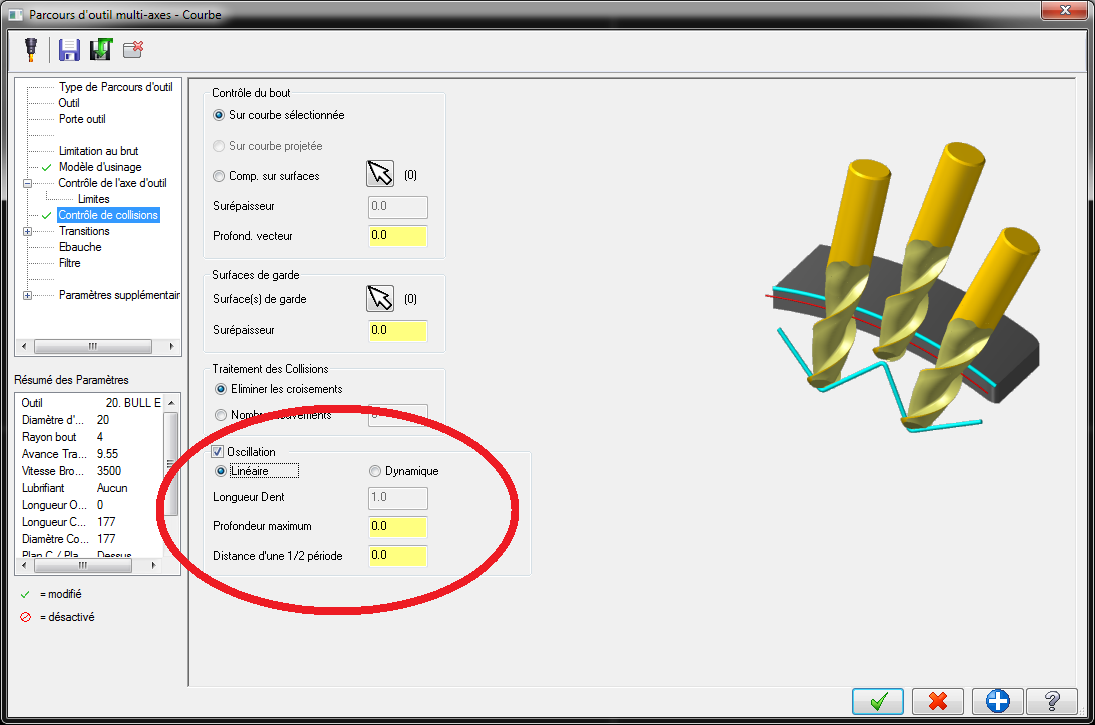 Parcours d'outil multi-axes - Courbe
Type de Parcours d'outil
Outil
Porte outil
Limitation au brut
Modèle d'usinage
Contrôle de l'axe d'outil
Limites
Contrôle de collisions
Transitions
Ebauche
Filtre
Paramètres supplémentair
Résumé des Paramètres
Outil 20. BULL E
Diamètre d'... 20
Rayon bout 4
Avance Tra... 9.55
Vitesse Bro... 3500
Lubrifiant Aucun
Longueur O... 0
Longueur C... 177
Diamètre Co... 177
Plan C / Pla... Dessus
= modifié
= désactivé
Contrôle du bout
Sur courbe sélectionnée
Sur courbe projetée
Comp. sur surfaces (0)
Surépaisseur 0.0
Profond. vecteur 0.0
Surfaces de garde
Surface(s) de garde (0)
Surépaisseur 0.0
Traitement des Collisions
Eliminer les croisements
Oscillation
Linéaire Dynamique
Longueur Dent 1.0
Profondeur maximum 0.0
Distance d'une 1/2 période 0.0